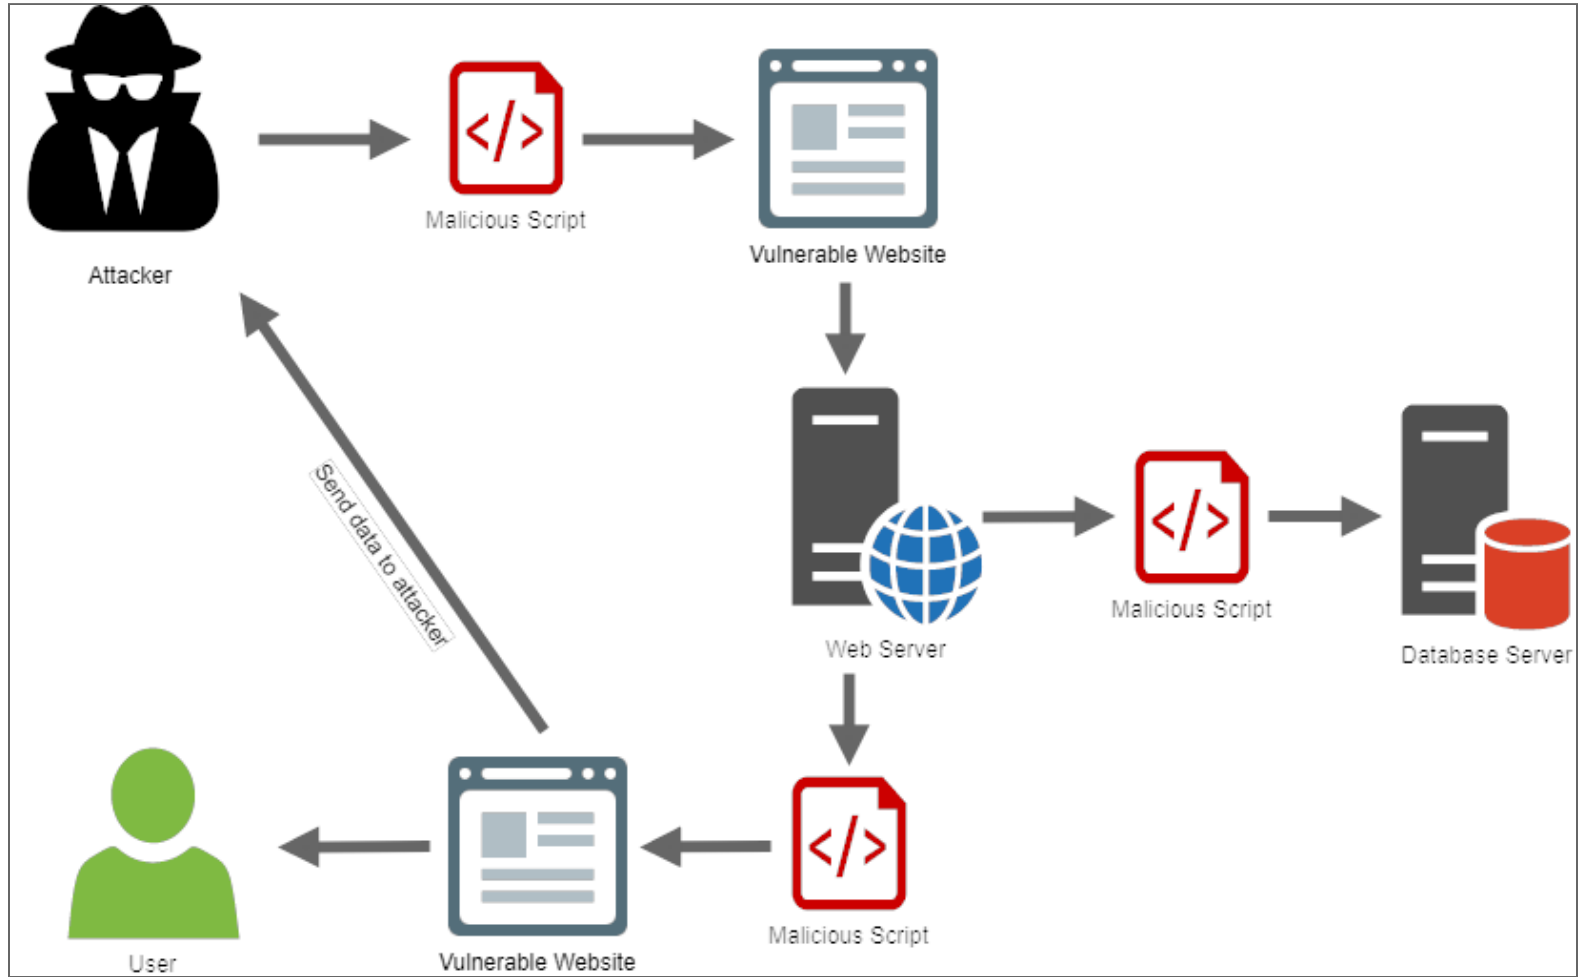 Malicious Script
Vulnerable Website
Attacker
Send data to attacker
Malicious Script
Web Server
Database Server
Malicious Script
User
Vulnerable Website